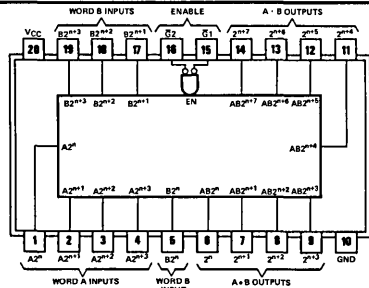 WORD B INPUTS ENABLE A · B OUTPUTS
VCC B2ⁿ⁺³ B2ⁿ⁺² B2ⁿ⁺¹ G̅2 G̅1 2ⁿ⁺⁷ 2ⁿ⁺⁶ 2ⁿ⁺⁵ 2ⁿ⁺⁴
20 19 18 17 16 15 14 13 12 11
B2ⁿ⁺³ B2ⁿ⁺² B2ⁿ⁺¹ EN AB2ⁿ⁺⁷ AB2ⁿ⁺⁶ AB2ⁿ⁺⁵
A2ⁿ AB2ⁿ⁺⁴
A2ⁿ⁺¹ A2ⁿ⁺² A2ⁿ⁺³ B2ⁿ AB2ⁿ AB2ⁿ⁺¹ AB2ⁿ⁺² AB2ⁿ⁺³
1 2 3 4 5 6 7 8 9 10
A2ⁿ A2ⁿ⁺¹ A2ⁿ⁺² A2ⁿ⁺³ B2ⁿ 2ⁿ 2ⁿ⁺¹ 2ⁿ⁺² 2ⁿ⁺³ GND
WORD A INPUTS WORD B A•B OUTPUTS
INPUT